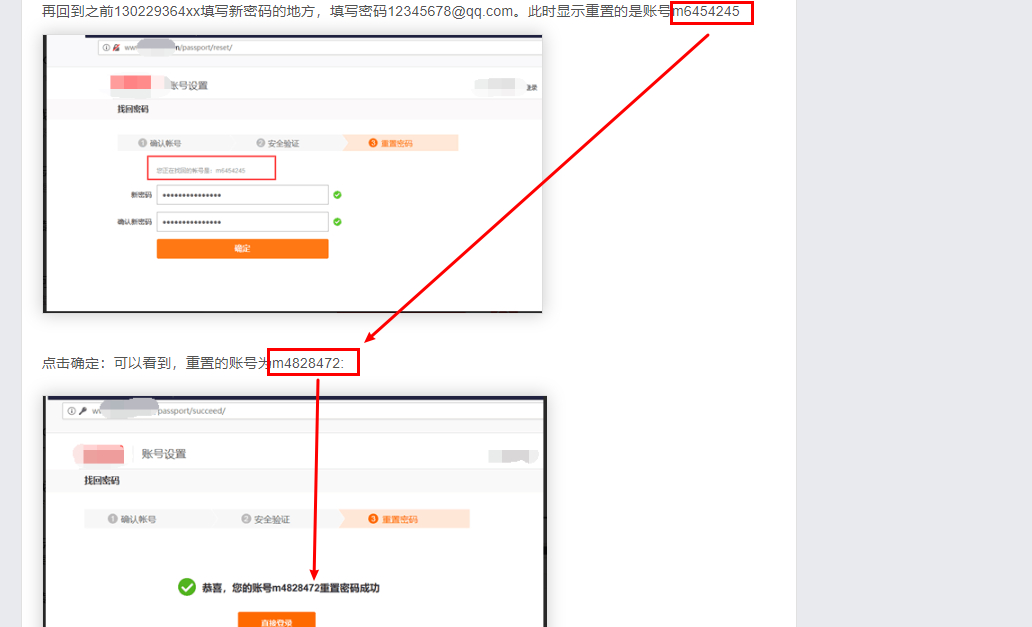 再回到之前130229364xx填写新密码的地方，填写密码12345678@qq.com。此时显示重置的是账号m6454245
/passport/reset/
账号设置
登录
找回密码
1 确认帐号 2 安全验证 3 重置密码
您正在找回的帐号是：m6454245
新密码 •••••••••••••••
确认新密码 •••••••••••••••
确定
点击确定：可以看到，重置的账号为m4828472:
/passport/succeed/
账号设置
找回密码
1 确认帐号 2 安全验证 3 重置密码
恭喜，您的账号m4828472重置密码成功
直接登录